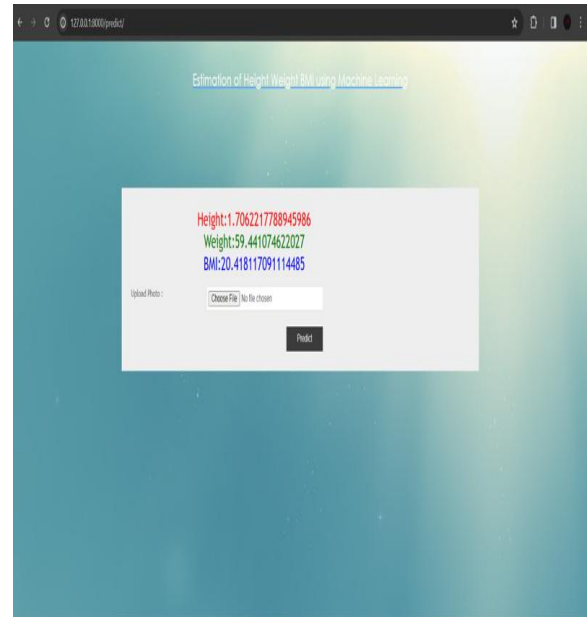 127.0.0.1:8000/predict/
Estimation of Height Weight BMI using Machine Learning
Height:1.7062217788945986
Weight:59.441074622027
BMI:20.418117091114485
Upload Photo :
Choose File No file chosen
Predict